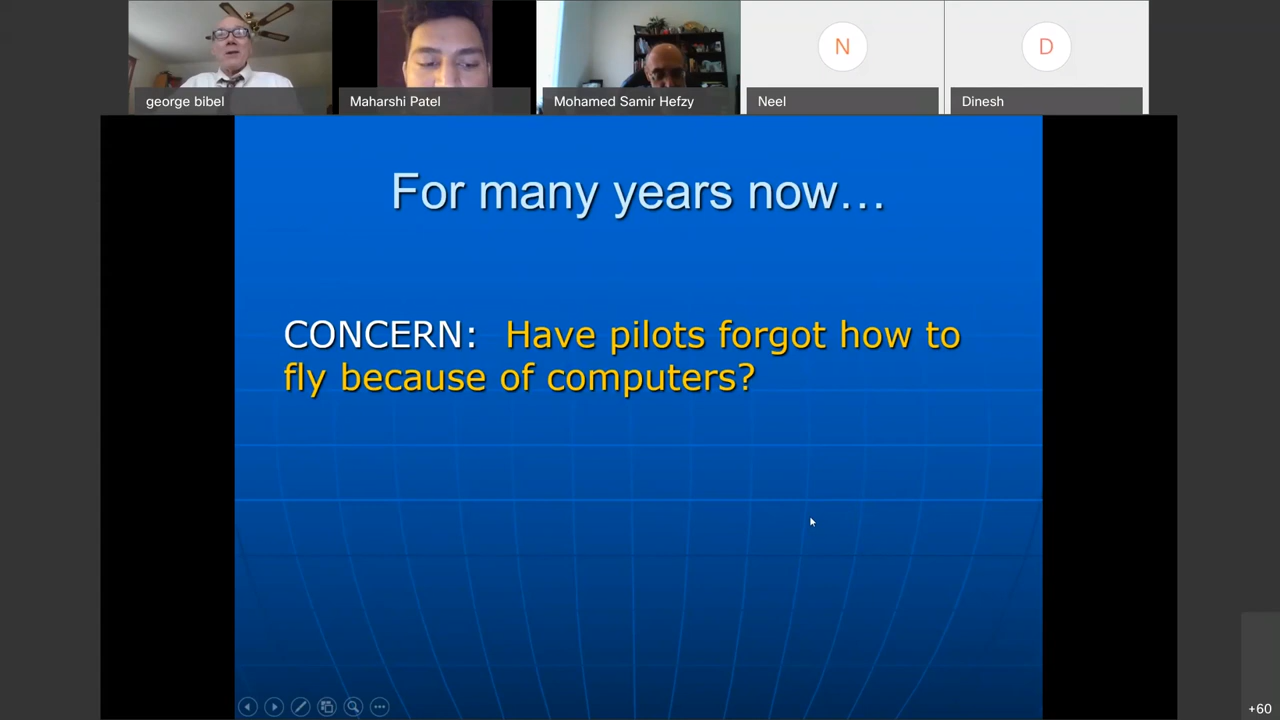 george bibel
Maharshi Patel
Mohamed Samir Hefzy
N
Neel
D
Dinesh
For many years now…
CONCERN: Have pilots forgot how to
fly because of computers?
+60